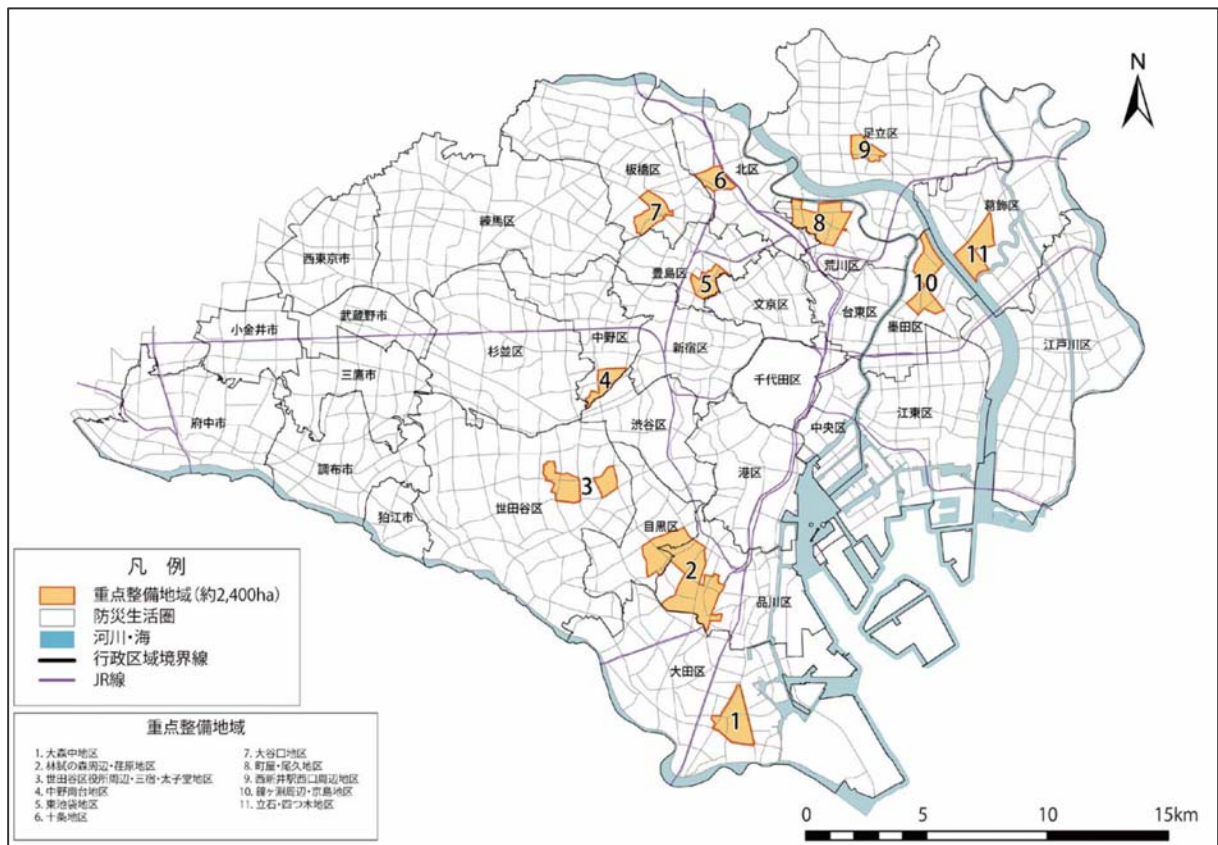 N
足立区
9
板橋区
6
北区
7
練馬区
8
葛飾区
西東京市
11
豊島区
荒川区
5
10
文京区
台東区
武蔵野市
小金井市
中野区
墨田区
新宿区
杉並区
江戸川区
三鷹市
4
千代田区
府中市
渋谷区
江東区
中央区
調布市
港区
3
世田谷区
狛江市
目黒区
2
品川区
大田区
1
凡 例
重点整備地域(約2,400ha)
防災生活圏
河川・海
行政区域境界線
JR線
重点整備地域
1. 大森中地区
2. 林試の森周辺・荏原地区
3. 世田谷区役所周辺・三宿・太子堂地区
4. 中野南台地区
5. 東池袋地区
6. 十条地区
7. 大谷口地区
8. 町屋・尾久地区
9. 西新井駅西口周辺地区
10. 鐘ヶ淵周辺・京島地区
11. 立石・四つ木地区
0 5 10 15km